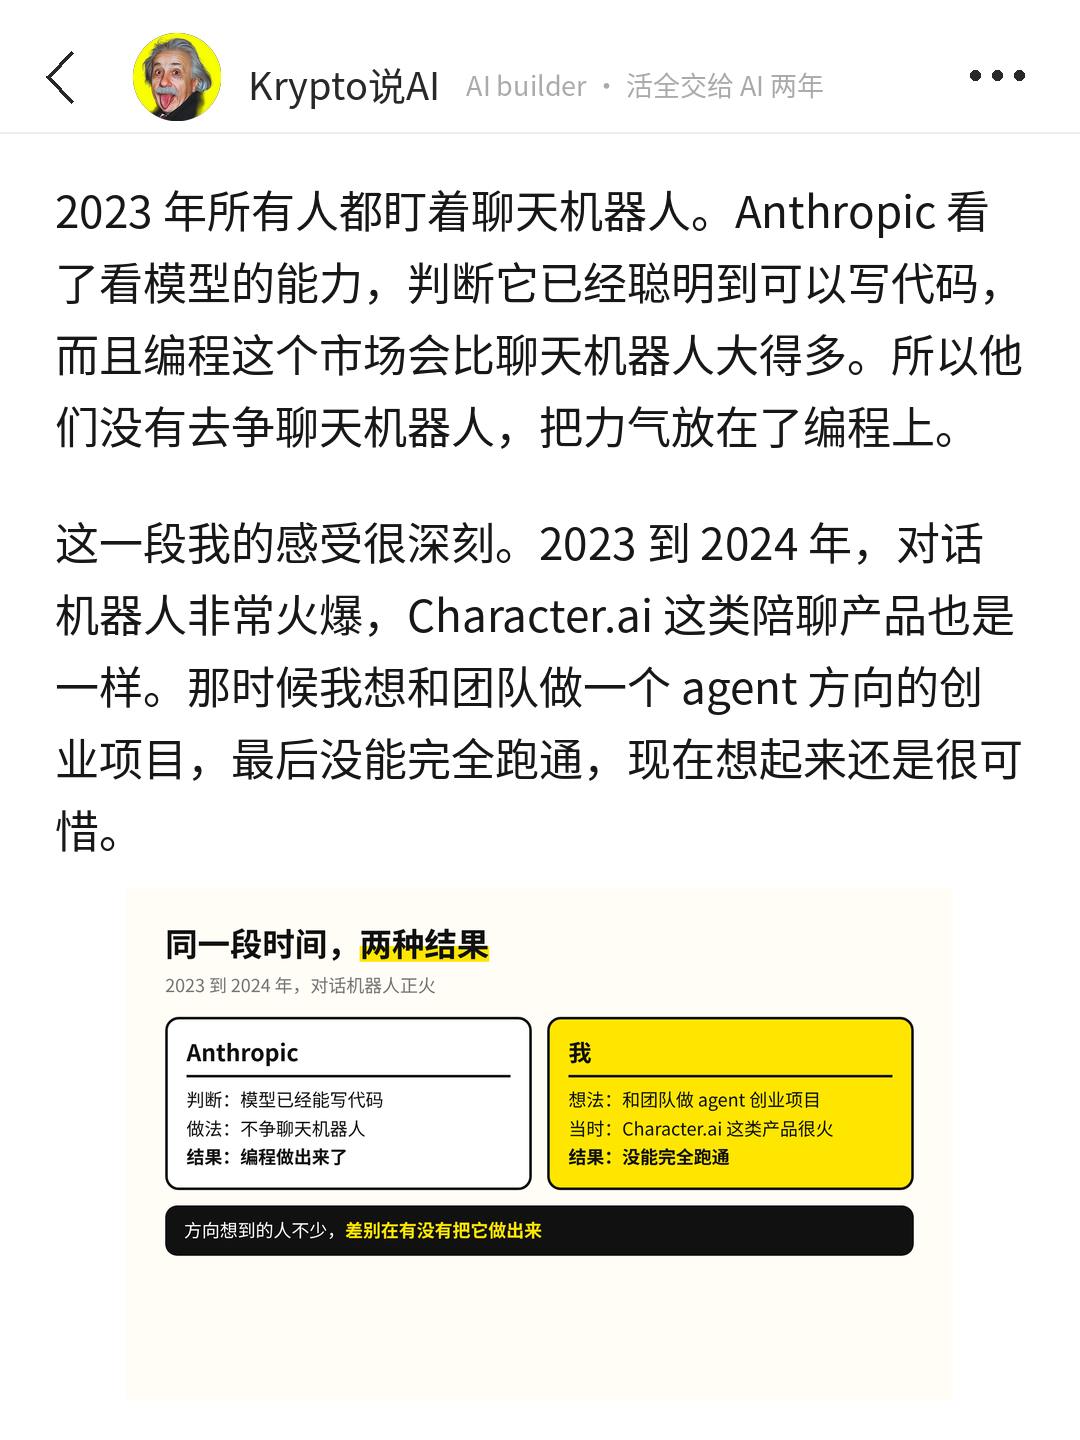 Krypto说AI AI builder · 活全交给 AI 两年
2023 年所有人都盯着聊天机器人。Anthropic 看
了看模型的能力，判断它已经聪明到可以写代码，
而且编程这个市场会比聊天机器人大得多。所以他
们没有去争聊天机器人，把力气放在了编程上。
这一段我的感受很深刻。2023 到 2024 年，对话
机器人非常火爆，Character.ai 这类陪聊产品也是
一样。那时候我想和团队做一个 agent 方向的创
业项目，最后没能完全跑通，现在想起来还是很可
惜。
同一段时间，两种结果
2023 到 2024 年，对话机器人正火
Anthropic
判断：模型已经能写代码
做法：不争聊天机器人
结果：编程做出来了
我
想法：和团队做 agent 创业项目
当时：Character.ai 这类产品很火
结果：没能完全跑通
方向想到的人不少，差别在有没有把它做出来